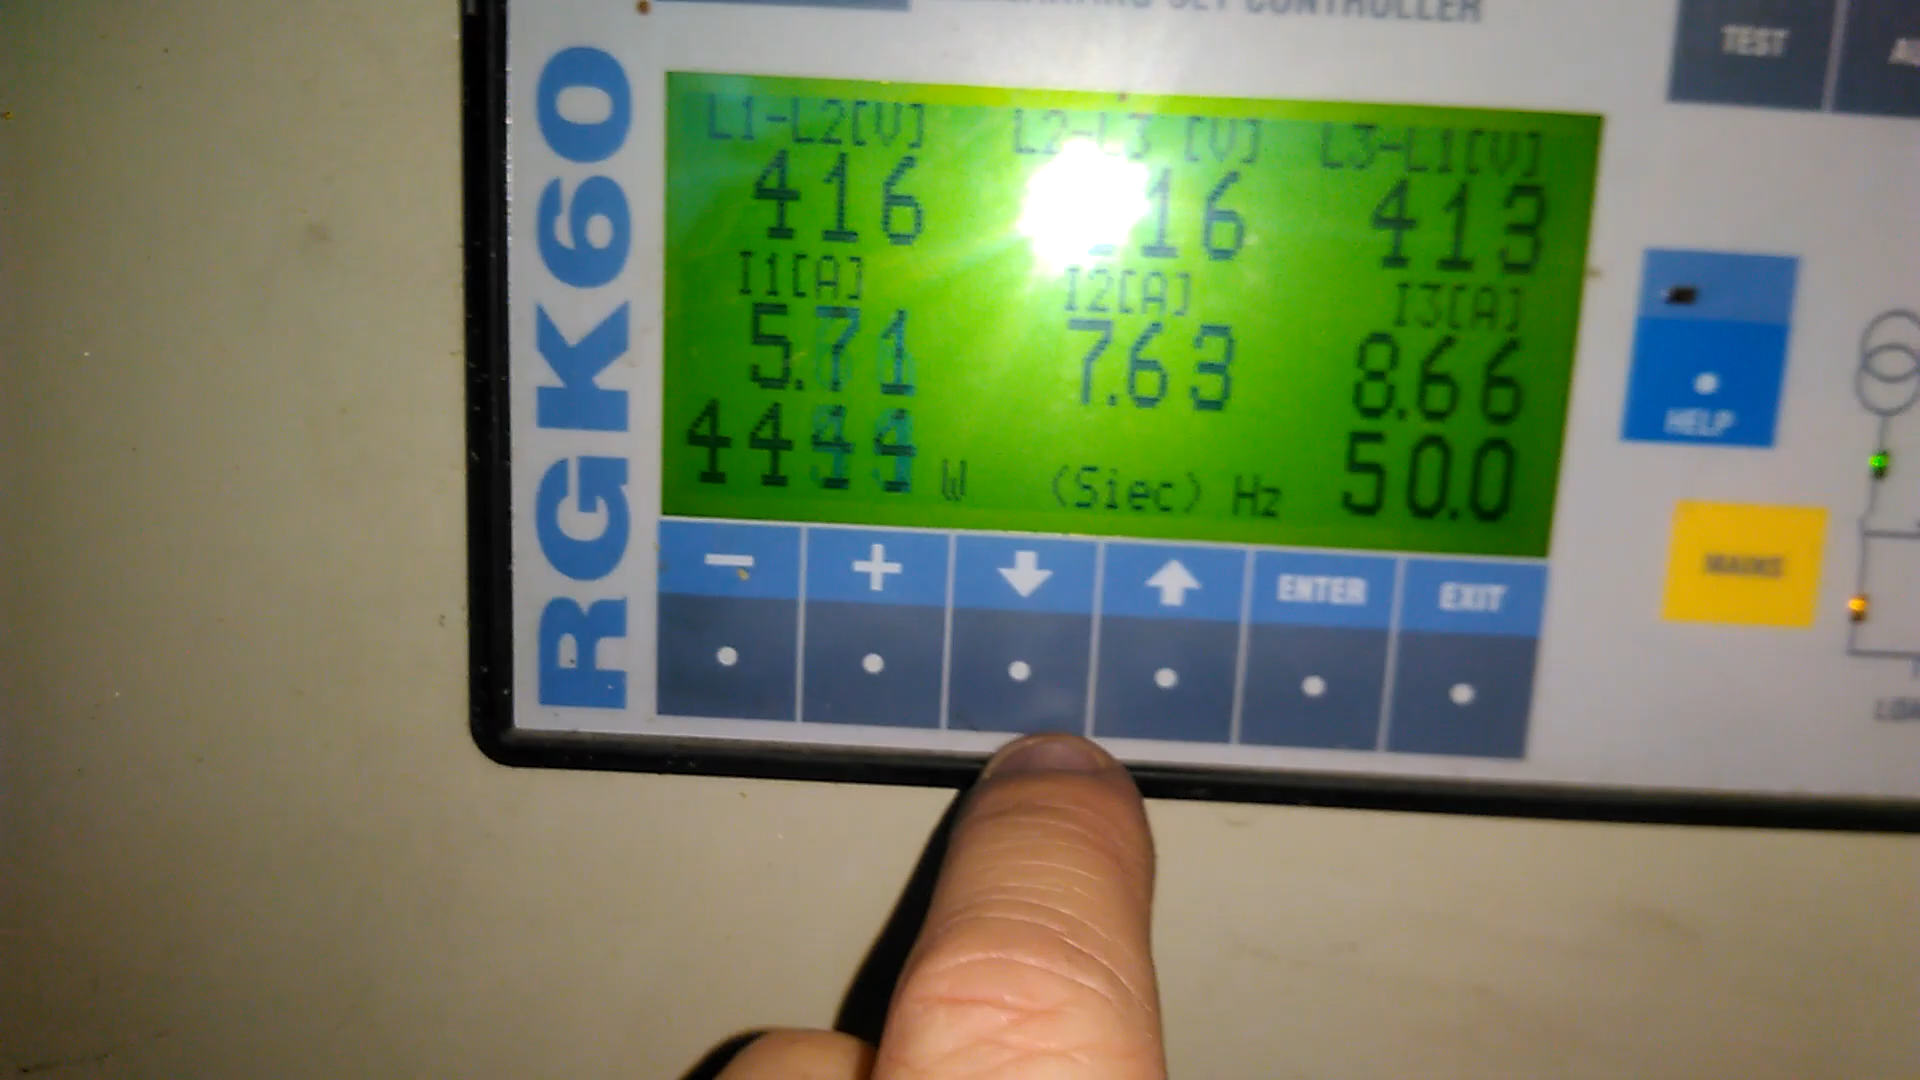 SET CONTROLLER
TEST
RGK60
L1-L2[V] L2-L3 [V] L3-L1[V]
416 16 413
I1[A] I2[A] I3[A]
5.71 7.63 8.66
W (Siec) Hz 50.0
- + ENTER EXIT
HELP
MAINS